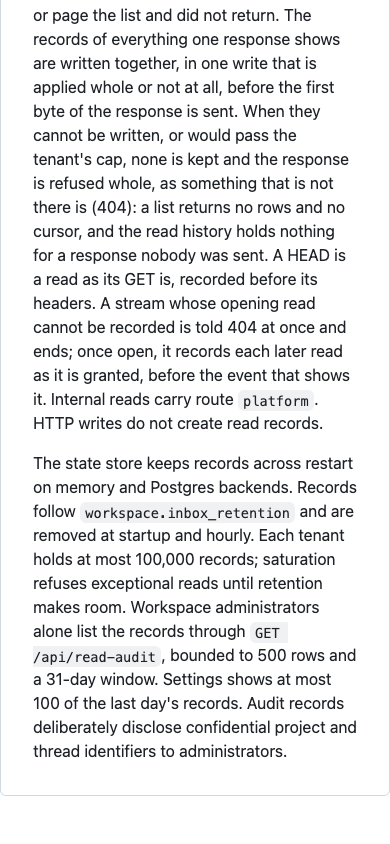 or page the list and did not return. The
records of everything one response shows
are written together, in one write that is
applied whole or not at all, before the first
byte of the response is sent. When they
cannot be written, or would pass the
tenant's cap, none is kept and the response
is refused whole, as something that is not
there is (404): a list returns no rows and no
cursor, and the read history holds nothing
for a response nobody was sent. A HEAD is
a read as its GET is, recorded before its
headers. A stream whose opening read
cannot be recorded is told 404 at once and
ends; once open, it records each later read
as it is granted, before the event that shows
it. Internal reads carry route platform.
HTTP writes do not create read records.
The state store keeps records across restart
on memory and Postgres backends. Records
follow workspace.inbox_retention and are
removed at startup and hourly. Each tenant
holds at most 100,000 records; saturation
refuses exceptional reads until retention
makes room. Workspace administrators
alone list the records through GET
/api/read-audit, bounded to 500 rows and
a 31-day window. Settings shows at most
100 of the last day's records. Audit records
deliberately disclose confidential project and
thread identifiers to administrators.